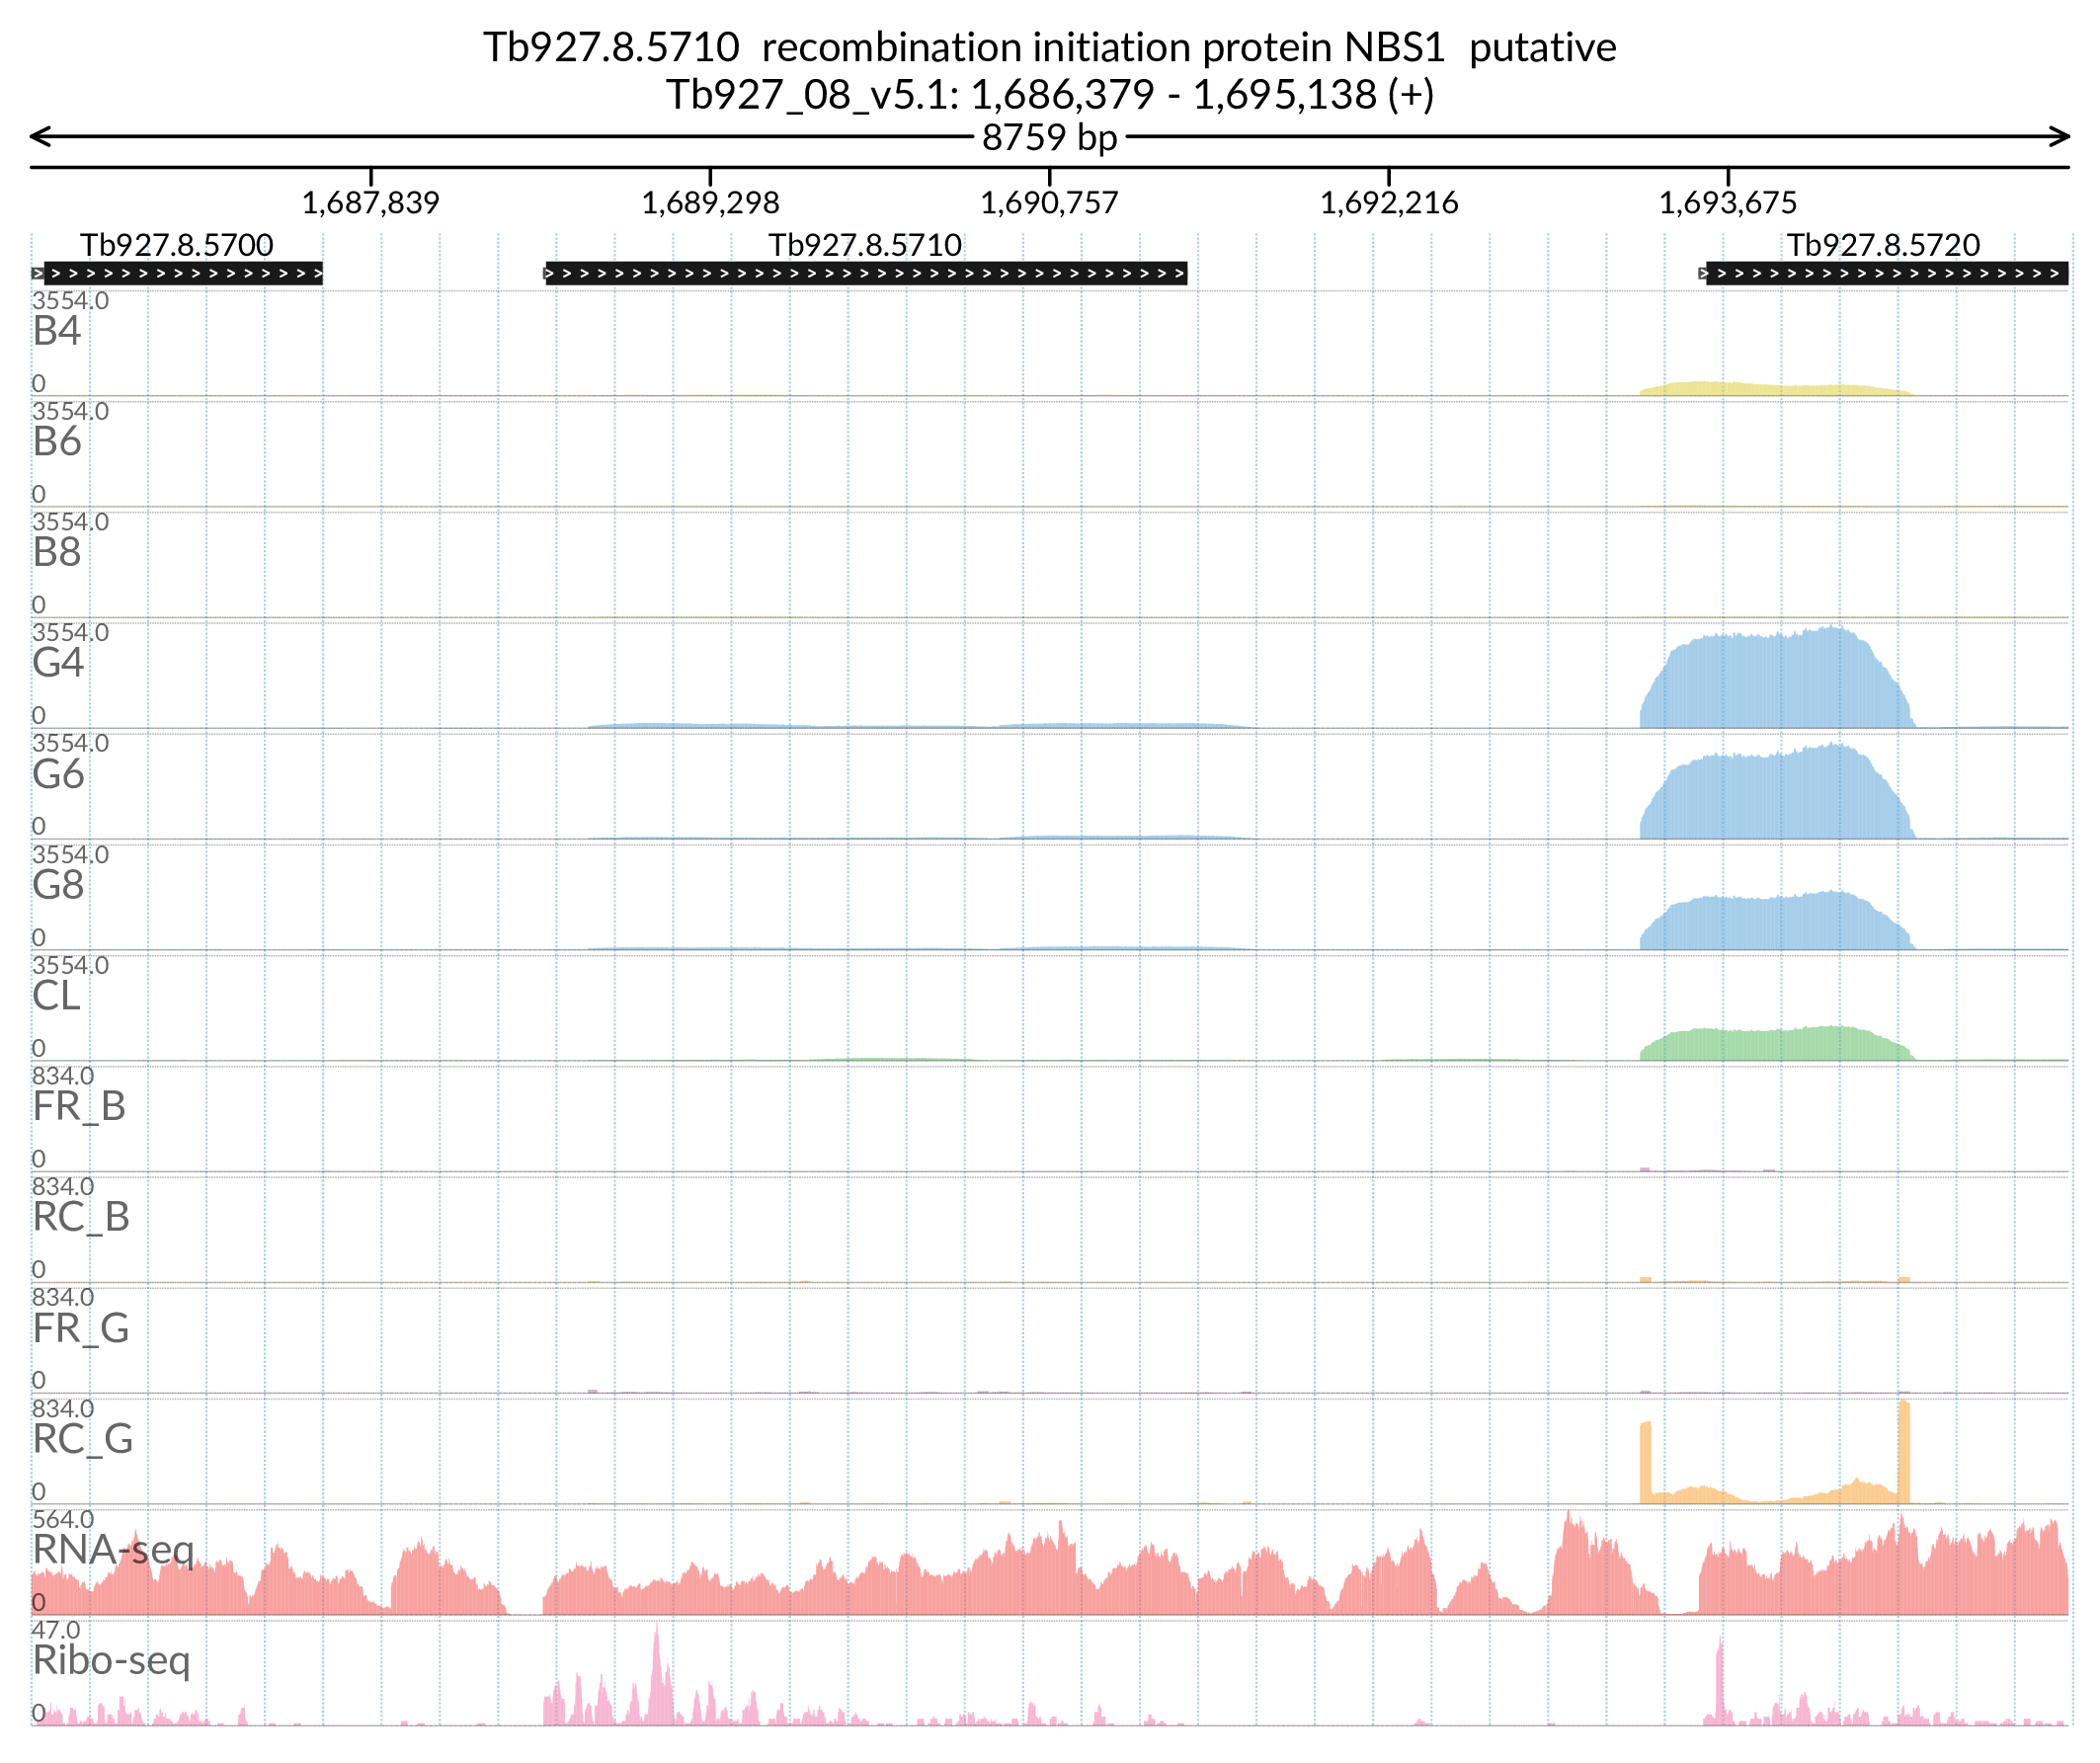 Tb927.8.5710  recombination initiation protein NBS1  putative
Tb927_08_v5.1: 1,686,379 - 1,695,138 (+)
8759 bp
1,687,839 1,689,298 1,690,757 1,692,216 1,693,675
Tb927.8.5700 Tb927.8.5710 Tb927.8.5720
3554.0
B4
0
3554.0
B6
0
3554.0
B8
0
3554.0
G4
0
3554.0
G6
0
3554.0
G8
0
3554.0
CL
0
834.0
FR_B
0
834.0
RC_B
0
834.0
FR_G
0
834.0
RC_G
0
564.0
RNA-seq
0
47.0
Ribo-seq
0